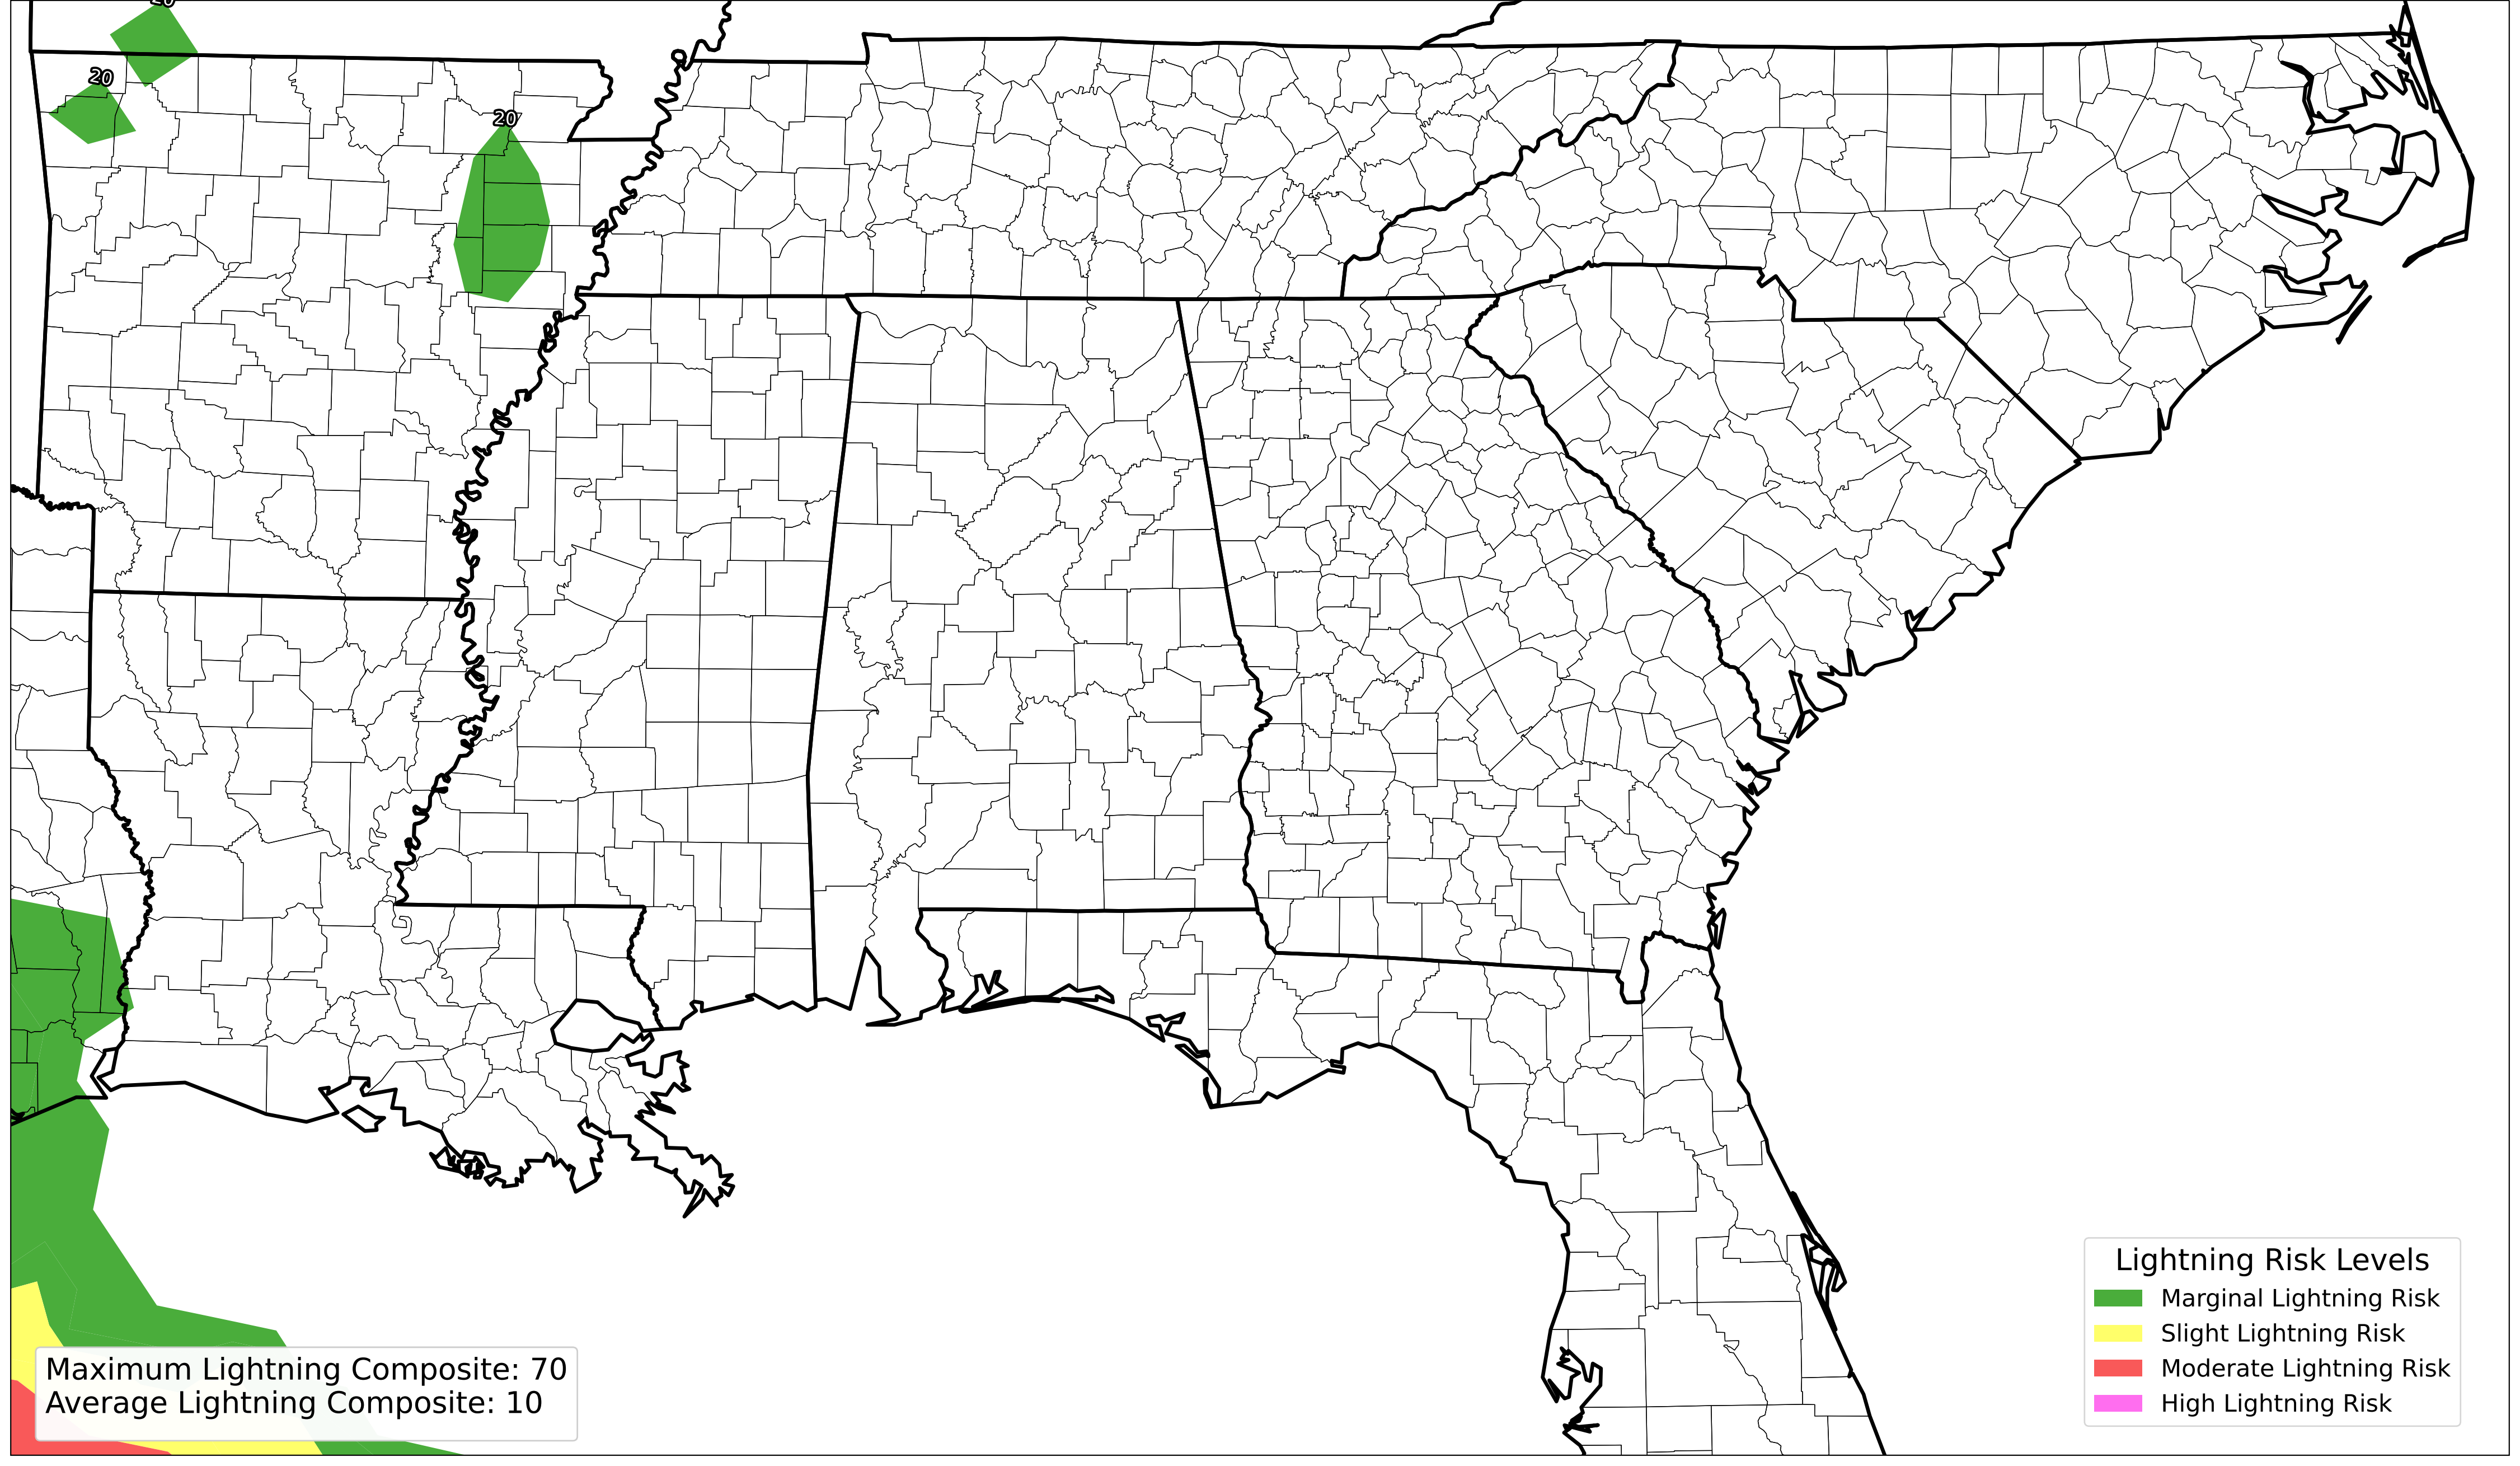 20
20
20
Lightning Risk Levels
Marginal Lightning Risk
Slight Lightning Risk
Moderate Lightning Risk
High Lightning Risk
Maximum Lightning Composite: 70
Average Lightning Composite: 10